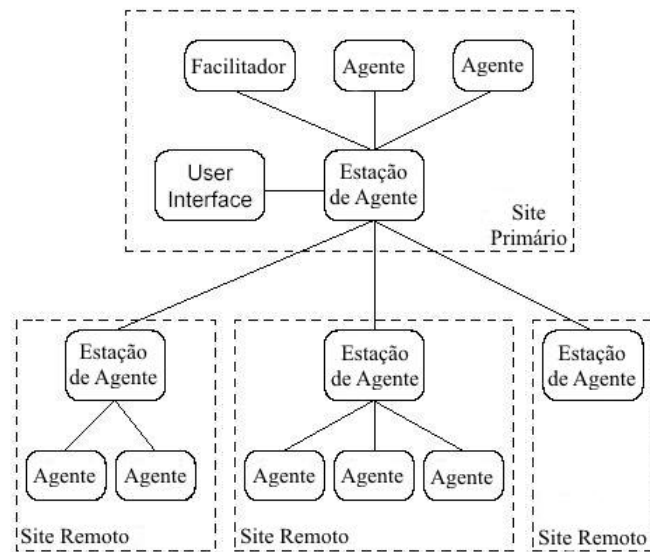 Facilitador
Agente
Agente
User
Interface
Estação
de Agente
Site
Primário
Estação
de Agente
Agente
Agente
Site Remoto
Estação
de Agente
Agente
Agente
Agente
Site Remoto
Estação
de Agente
Site Remoto